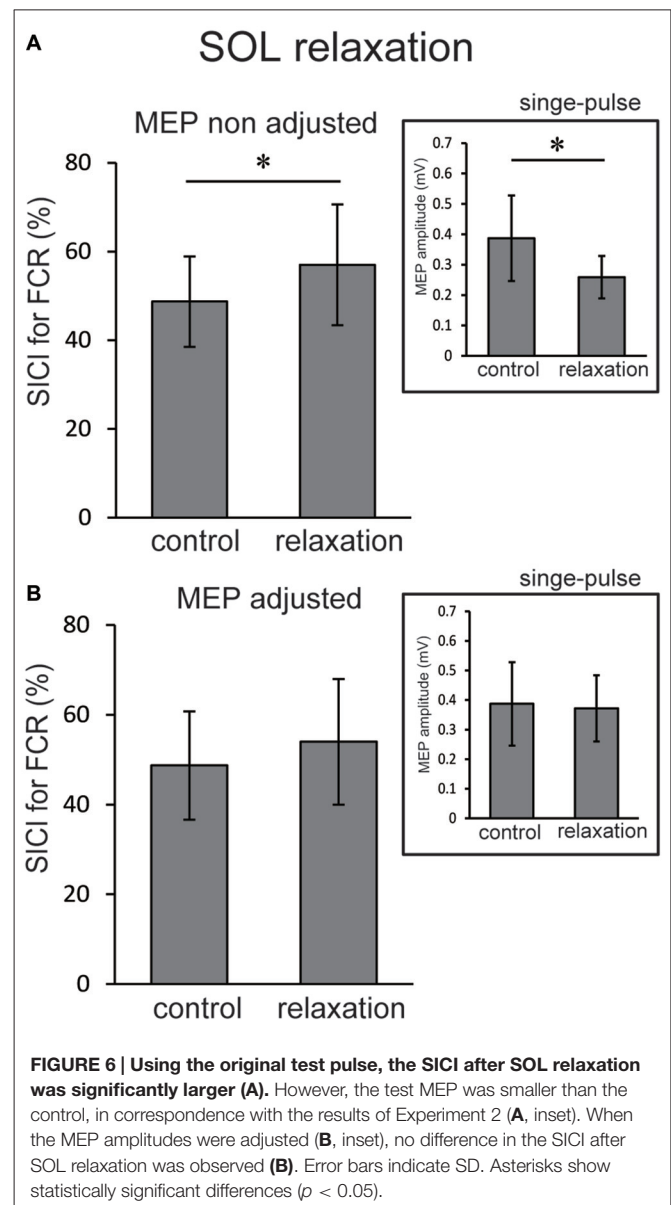 A
SOL relaxation
MEP non adjusted
SICI for FCR (%)
80
60
40
20
0
*
control relaxation
singe-pulse
MEP amplitude (mV)
0.7
0.6
0.5
0.4
0.3
0.2
0.1
0
*
control relaxation
B
MEP adjusted
SICI for FCR (%)
80
60
40
20
0
control relaxation
singe-pulse
MEP amplitude (mV)
0.7
0.6
0.5
0.4
0.3
0.2
0.1
0
control relaxation
FIGURE 6 | Using the original test pulse, the SICI after SOL relaxation
was significantly larger (A). However, the test MEP was smaller than the
control, in correspondence with the results of Experiment 2 (A, inset). When
the MEP amplitudes were adjusted (B, inset), no difference in the SICI after
SOL relaxation was observed (B). Error bars indicate SD. Asterisks show
statistically significant differences (p < 0.05).